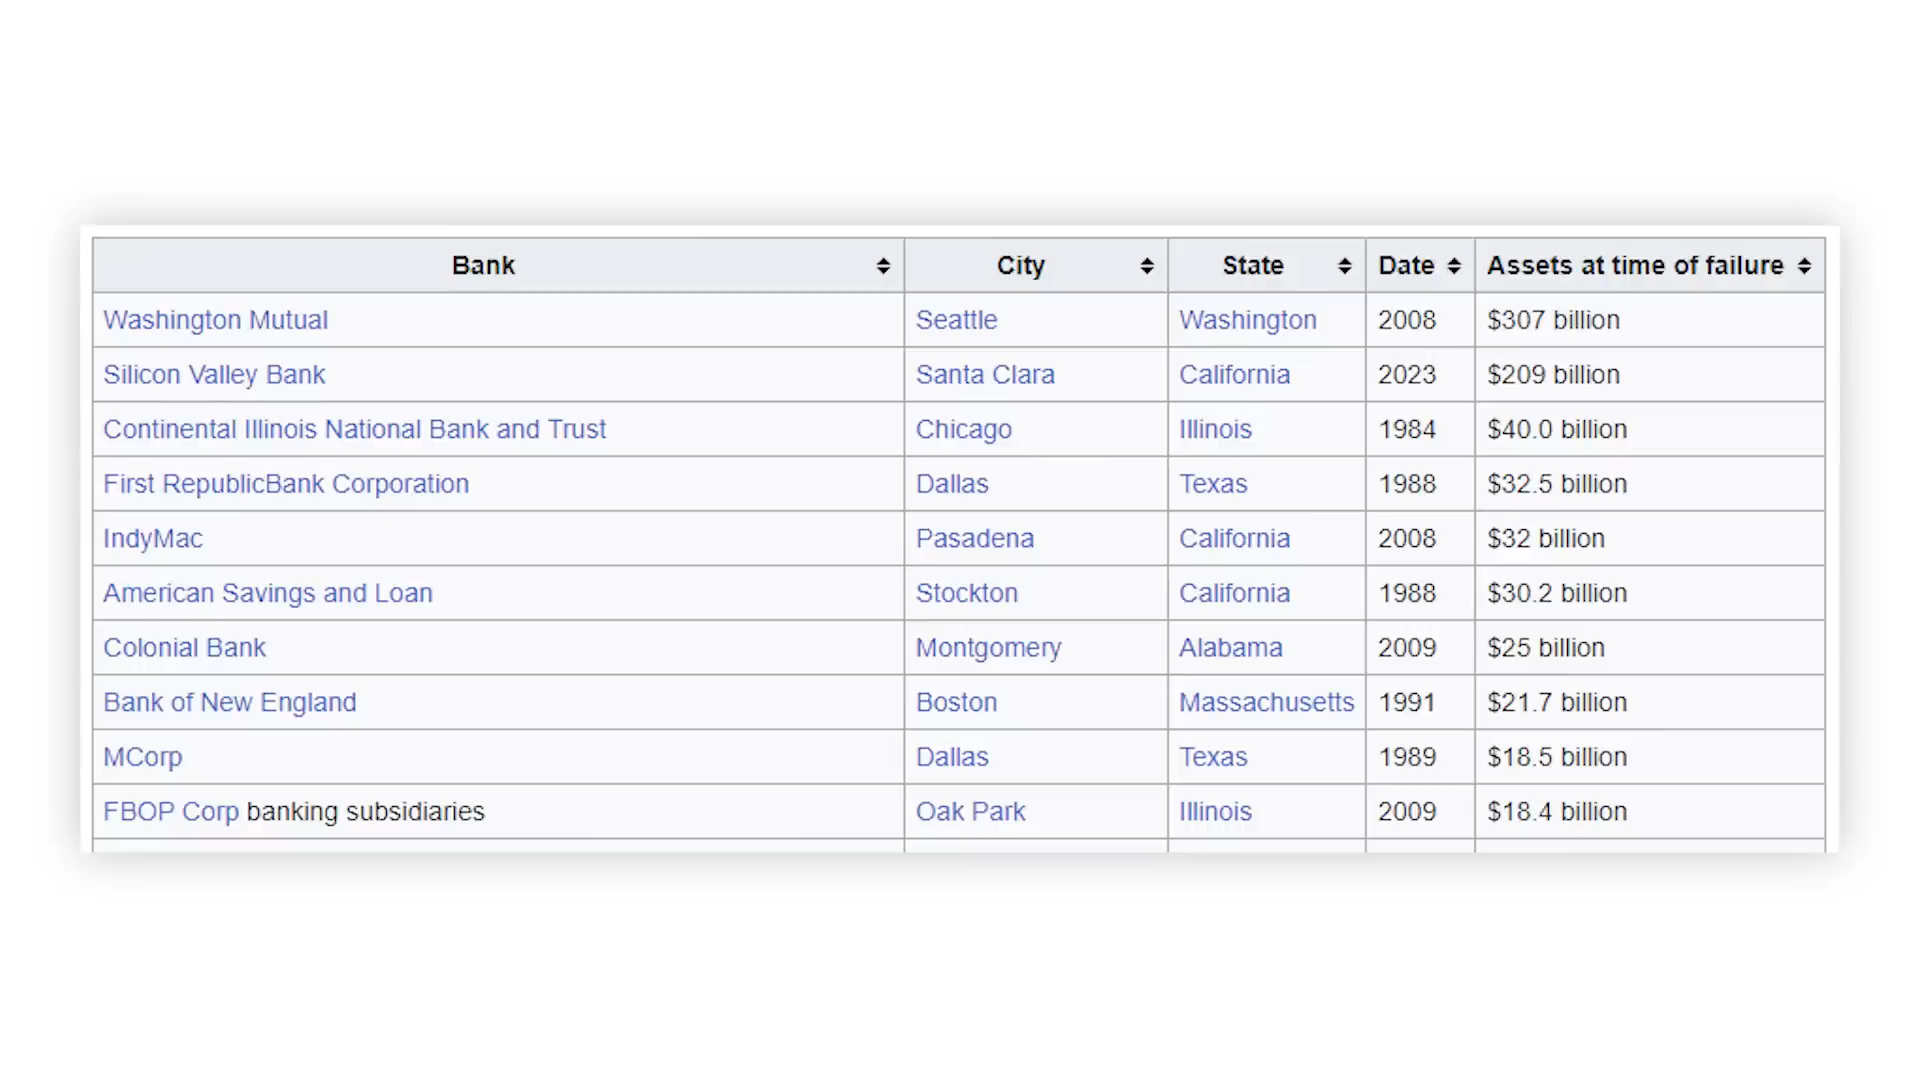 Bank City State Date Assets at time of failure
Washington Mutual Seattle Washington 2008 $307 billion
Silicon Valley Bank Santa Clara California 2023 $209 billion
Continental Illinois National Bank and Trust Chicago Illinois 1984 $40.0 billion
First RepublicBank Corporation Dallas Texas 1988 $32.5 billion
IndyMac Pasadena California 2008 $32 billion
American Savings and Loan Stockton California 1988 $30.2 billion
Colonial Bank Montgomery Alabama 2009 $25 billion
Bank of New England Boston Massachusetts 1991 $21.7 billion
MCorp Dallas Texas 1989 $18.5 billion
FBOP Corp banking subsidiaries Oak Park Illinois 2009 $18.4 billion